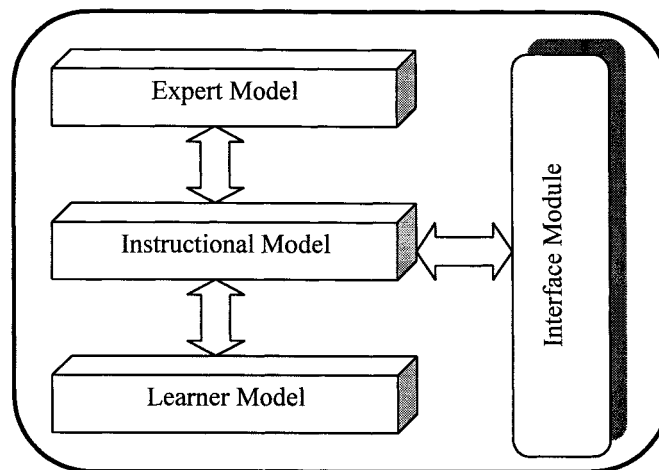 Expert Model
Instructional Model
Learner Model
Interface Module